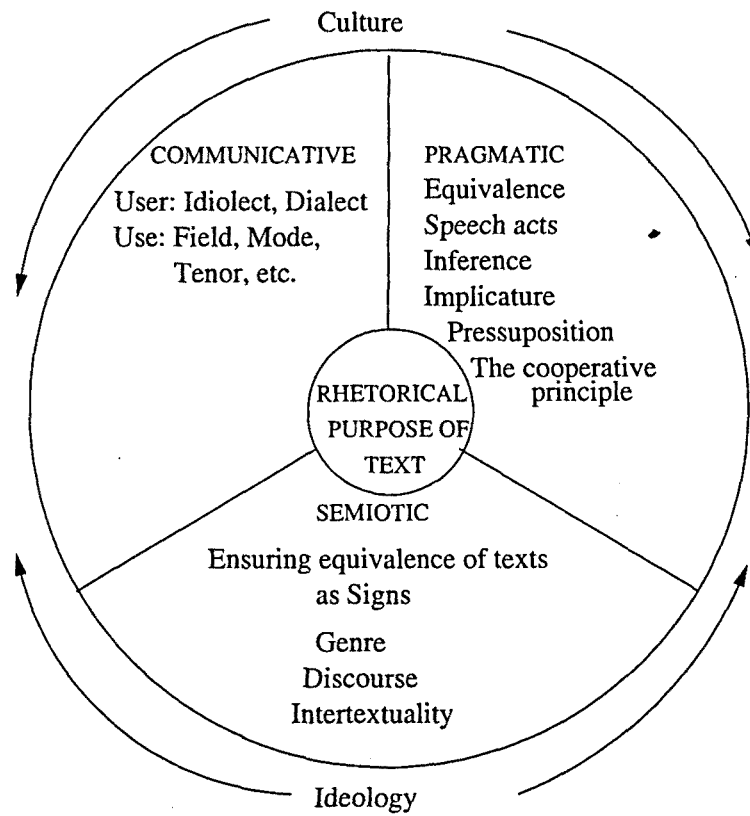 Culture
COMMUNICATIVE
User: Idiolect, Dialect
Use: Field, Mode,
Tenor, etc.
PRAGMATIC
Equivalence
Speech acts
Inference
Implicature
Pressuposition
The cooperative
principle
RHETORICAL
PURPOSE OF
TEXT
SEMIOTIC
Ensuring equivalence of texts
as Signs
Genre
Discourse
Intertextuality
Ideology